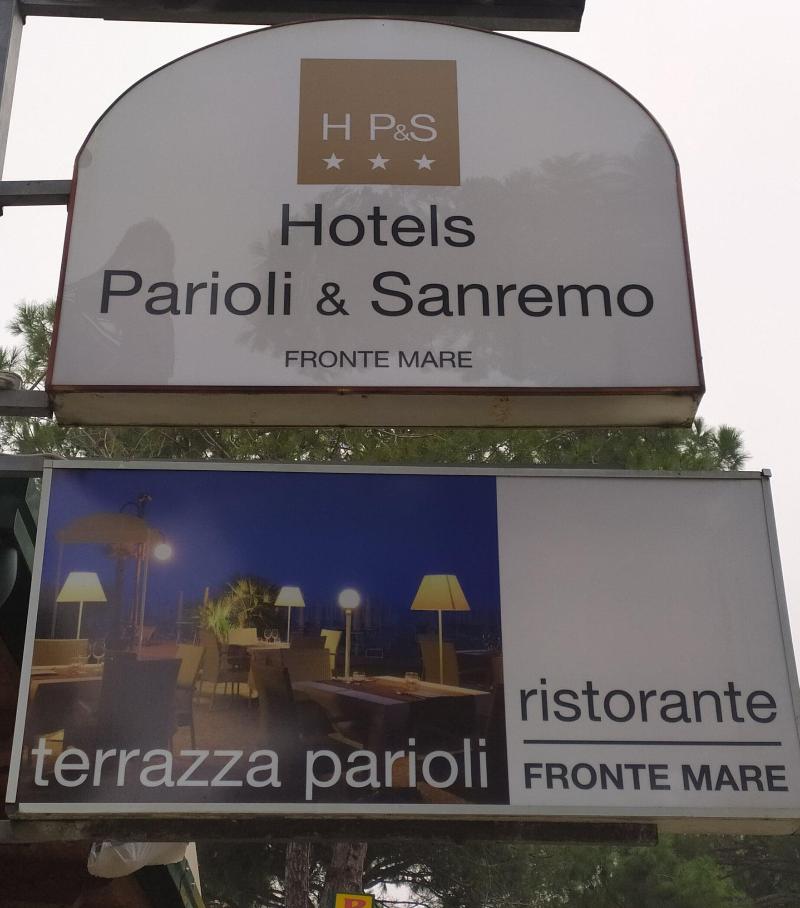 H P&S
Hotels
Parioli & Sanremo
FRONTE MARE
terrazza parioli
ristorante
FRONTE MARE